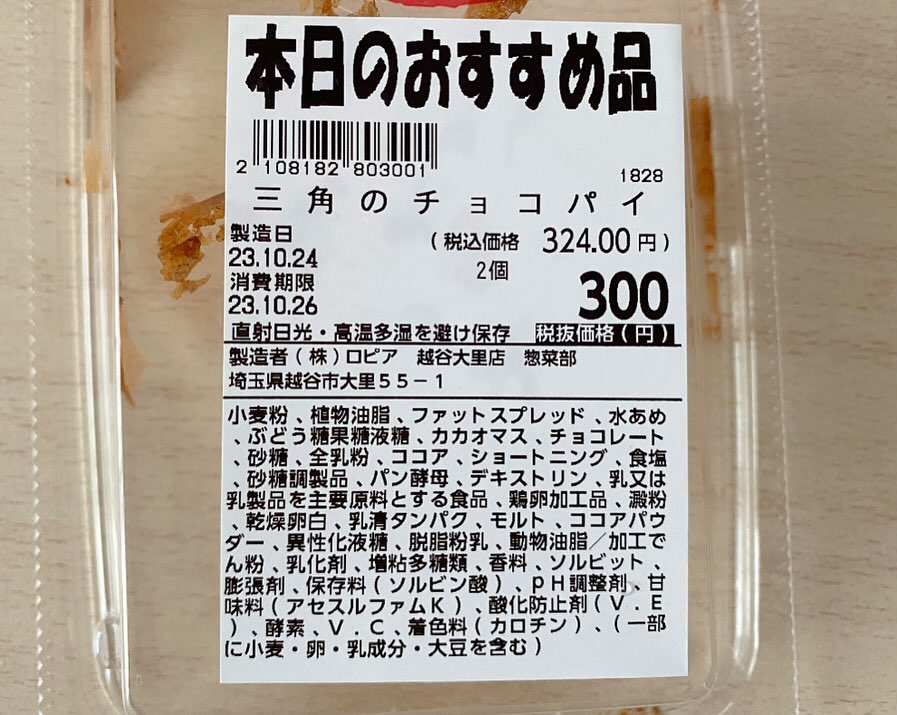 本日のおすすめ品
2 108182 803001
1828
三角のチョコパイ
製造日
(税込価格 324.00円)
23.10.24
2個
消費期限
300
23.10.26
直射日光・高温多湿を避け保存 税抜価格(円)
製造者(株)ロピア 越谷大里店 惣菜部
埼玉県越谷市大里55-1
小麦粉、植物油脂、ファットスプレッド、水あめ
、ぶどう糖果糖液糖、カカオマス、チョコレート
、砂糖、全乳粉、ココア、ショートニング、食塩
、砂糖調製品、パン酵母、デキストリン、乳又は
乳製品を主要原料とする食品、鶏卵加工品、澱粉
、乾燥卵白、乳清タンパク、モルト、ココアパウ
ダー、異性化液糖、脱脂粉乳、動物油脂/加工で
ん粉、乳化剤、増粘多糖類、香料、ソルビット、
膨張剤、保存料(ソルビン酸)、pH調整剤、甘
味料(アセスルファムK)、酸化防止剤(V.E
)、酵素、V.C、着色料(カロチン)、(一部
に小麦・卵・乳成分・大豆を含む)